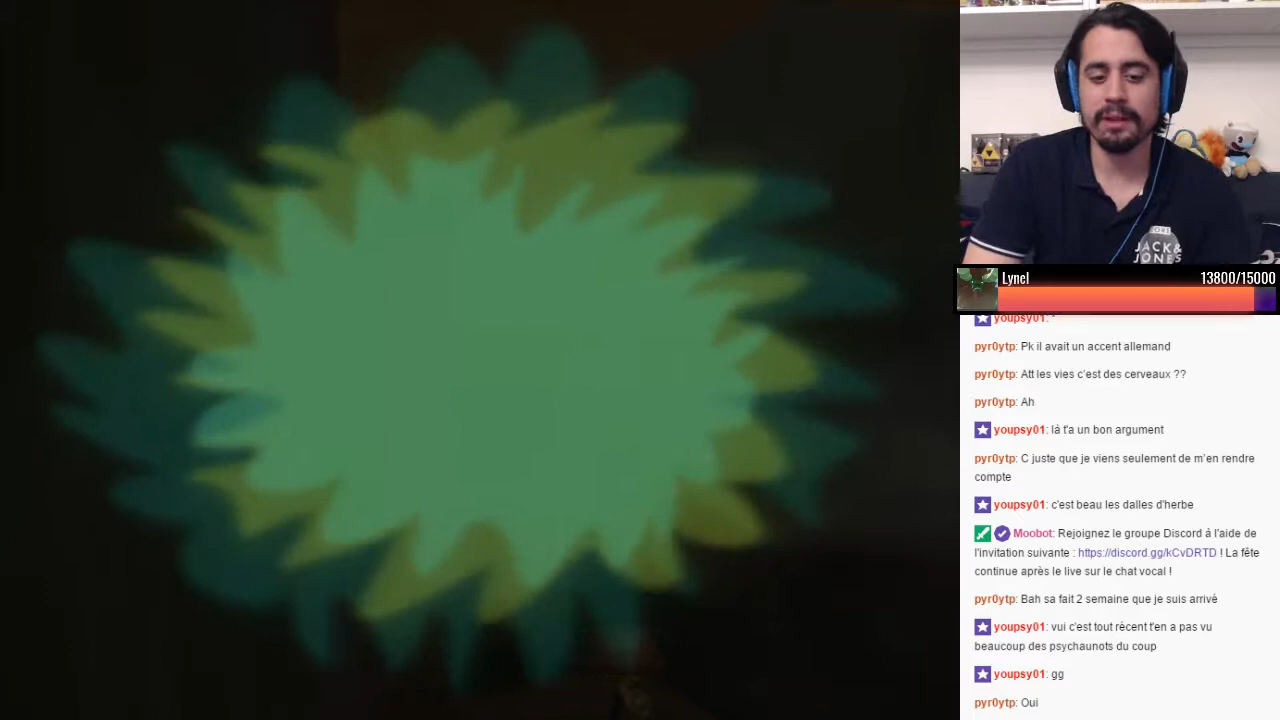 CORE
JACK&
JONES
Lynel 13800/15000
youpsy01:
pyr0ytp: Pk il avait un accent allemand
pyr0ytp: Att les vies c'est des cerveaux ??
pyr0ytp: Ah
youpsy01: là t'a un bon argument
pyr0ytp: C juste que je viens seulement de m'en rendre
compte
youpsy01: c'est beau les dalles d'herbe
Moobot: Rejoignez le groupe Discord à l'aide de
l'invitation suivante : https://discord.gg/kCvDRTD ! La fête
continue après le live sur le chat vocal !
pyr0ytp: Bah sa fait 2 semaine que je suis arrivé
youpsy01: vui c'est tout récent t'en a pas vu
beaucoup des psychaunots du coup
youpsy01: gg
pyr0ytp: Oui